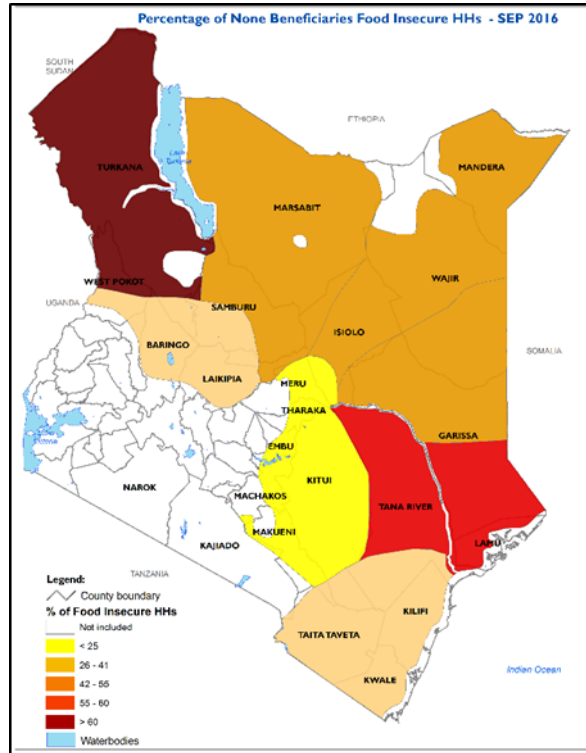 Percentage of None Beneficiaries Food Insecure HHs - SEP 2016
SOUTH
SUDAN
ETHIOPIA
TURKANA
Lake
MANDERA
MARSABIT
WAJIR
WEST POKOT
UGANDA
SAMBURU
ISIOLO
BARINGO
SOMALIA
LAIKIPIA
MERU
THARAKA
GARISSA
EMBU
KITUI
NAROK
MACHAKOS
TANA RIVER
MAKUENI
LAMU
KAJIADO
TANZANIA
KILIFI
TAITA TAVETA
KWALE
Indian Ocean
Legend:
County boundary
% of Food Insecure HHs
Not included
< 25
26 - 41
42 - 55
55 - 60
> 60
Waterbodies